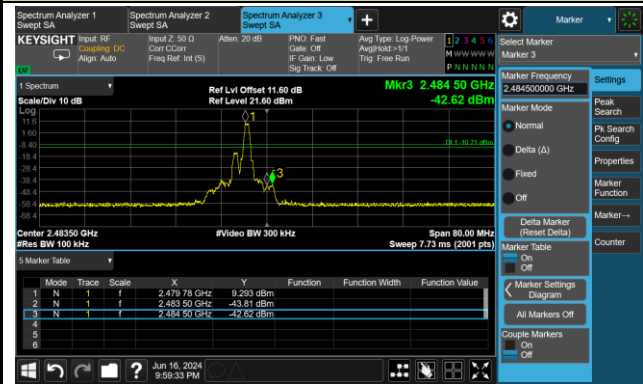 Spectrum Analyzer 1
Swept SA
Spectrum Analyzer 2
Swept SA
Spectrum Analyzer 3
Swept SA
Marker
KEYSIGHT
Input: RF
Coupling: DC
Align: Auto
Input Z: 50 Ω
Corr CCorr
Freq Ref: Int (S)
Atten: 20 dB
PNO: Fast
Gate: Off
IF Gain: Low
Sig Track: Off
Avg Type: Log-Power
Avg|Hold:>1/1
Trig: Free Run
1 2 3 4 5 6
M W W W W W
P N N N N N
1 Spectrum
Scale/Div 10 dB
Ref Lvl Offset 11.60 dB
Ref Level 21.60 dBm
Mkr3 2.484 50 GHz
-42.62 dBm
Log
11.6
1.60
-8.40
-18.4
-28.4
-38.4
-48.4
-58.4
-68.4
1
3
DL1 -10.71 dBm
Center 2.48350 GHz
#Res BW 100 kHz
#Video BW 300 kHz
Span 80.00 MHz
Sweep 7.73 ms (2001 pts)
5 Marker Table
Mode Trace Scale X Y Function Function Width Function Value
1 N 1 f 2.479 78 GHz 9.293 dBm
2 N 1 f 2.483 50 GHz -43.81 dBm
3 N 1 f 2.484 50 GHz -42.62 dBm
4
5
6
Jun 16, 2024
9:59:33 PM
Select Marker
Marker 3
Marker Frequency
2.484500000 GHz
Marker Mode
Normal
Delta (Δ)
Fixed
Off
Delta Marker
(Reset Delta)
Marker Table
On
Off
Marker Settings
Diagram
All Markers Off
Couple Markers
On
Off
Settings
Peak
Search
Pk Search
Config
Properties
Marker
Function
Marker→
Counter